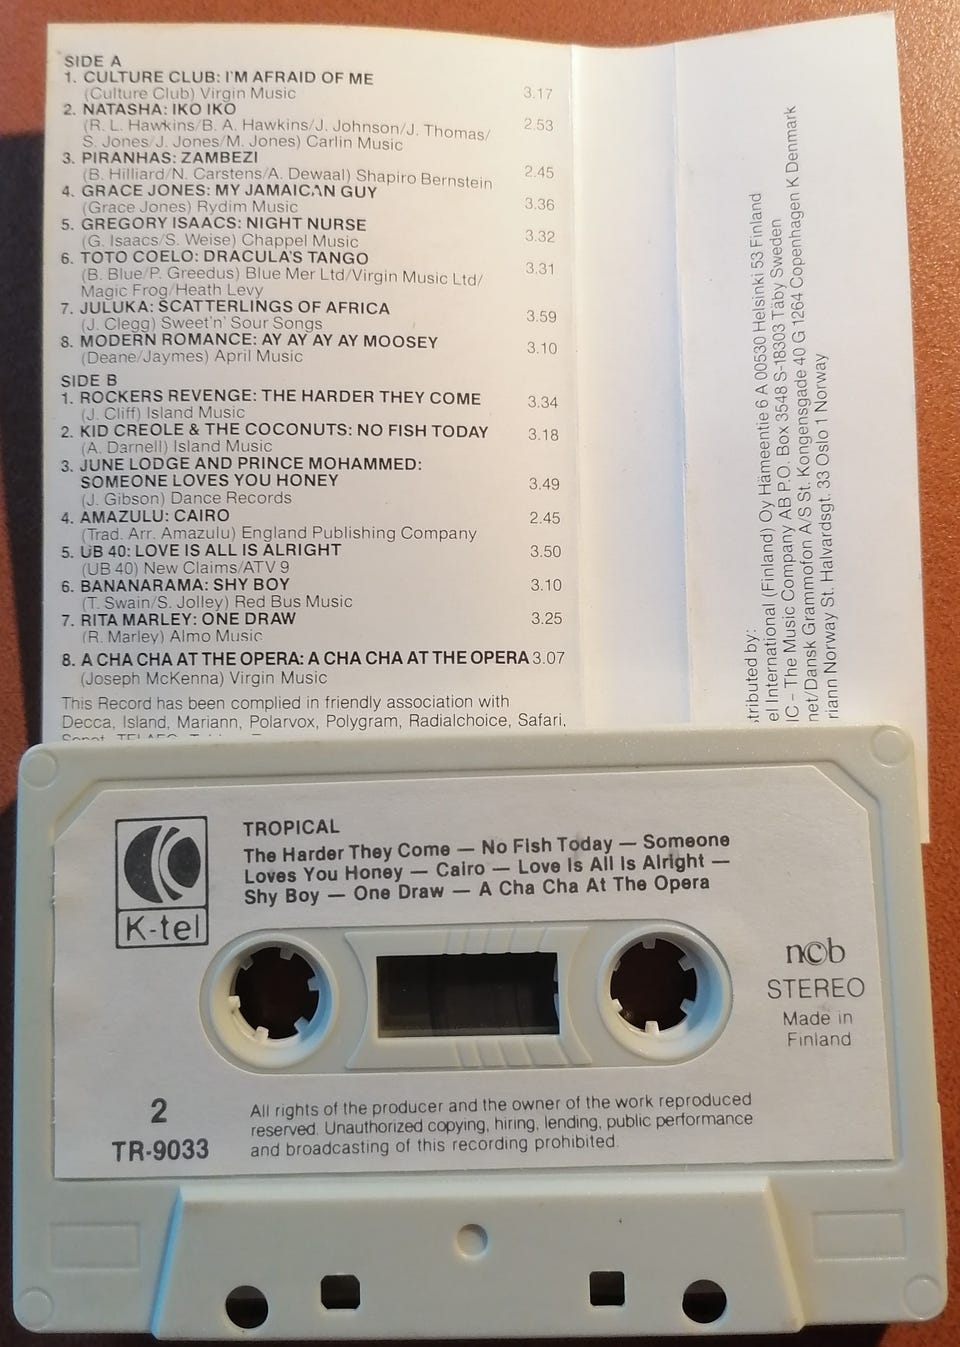 SIDE A
1. CULTURE CLUB: I'M AFRAID OF ME
(Culture Club) Virgin Music 3.17
2. NATASHA: IKO IKO
(R. L. Hawkins/B. A. Hawkins/J. Johnson/J. Thomas/ 2.53
S. Jones/J. Jones/M. Jones) Carlin Music
3. PIRANHAS: ZAMBEZI
(B. Hilliard/N. Carstens/A. Dewaal) Shapiro Bernstein 2.45
4. GRACE JONES: MY JAMAICAN GUY
(Grace Jones) Rydim Music 3.36
5. GREGORY ISAACS: NIGHT NURSE
(G. Isaacs/S. Weise) Chappel Music 3.32
6. TOTO COELO: DRACULA'S TANGO
(B. Blue/P. Greedus) Blue Mer Ltd/Virgin Music Ltd/ 3.31
Magic Frog/Heath Levy
7. JULUKA: SCATTERLINGS OF AFRICA
(J. Clegg) Sweet'n' Sour Songs 3.59
8. MODERN ROMANCE: AY AY AY AY MOOSEY
(Deane/Jaymes) April Music 3.10
SIDE B
1. ROCKERS REVENGE: THE HARDER THEY COME 3.34
(J. Cliff) Island Music
2. KID CREOLE & THE COCONUTS: NO FISH TODAY 3.18
(A. Darnell) Island Music
3. JUNE LODGE AND PRINCE MOHAMMED:
SOMEONE LOVES YOU HONEY 3.49
(J. Gibson) Dance Records
4. AMAZULU: CAIRO 2.45
(Trad. Arr. Amazulu) England Publishing Company
5. UB 40: LOVE IS ALL IS ALRIGHT 3.50
(UB 40) New Claims/ATV 9
6. BANANARAMA: SHY BOY 3.10
(T. Swain/S. Jolley) Red Bus Music
7. RITA MARLEY: ONE DRAW 3.25
(R. Marley) Almo Music
8. A CHA CHA AT THE OPERA: A CHA CHA AT THE OPERA 3.07
(Joseph McKenna) Virgin Music
This Record has been complied in friendly association with
Decca, Island, Mariann, Polarvox, Polygram, Radialchoice, Safari,
tributed by:
el International (Finland) Oy Hämeentie 6 A 00530 Helsinki 53 Finland
IC - The Music Company AB P.O. Box 3548 S-18303 Täby Sweden
net/Dansk Grammofon A/S St. Kongensgade 40 G 1264 Copenhagen K Denmark
riann Norway St. Halvardsgt. 33 Oslo 1 Norway
K-tel
TROPICAL
The Harder They Come — No Fish Today — Someone
Loves You Honey — Cairo — Love Is All Is Alright —
Shy Boy — One Draw — A Cha Cha At The Opera
n©b
STEREO
Made in
Finland
2
TR-9033
All rights of the producer and the owner of the work reproduced
reserved. Unauthorized copying, hiring, lending, public performance
and broadcasting of this recording prohibited.